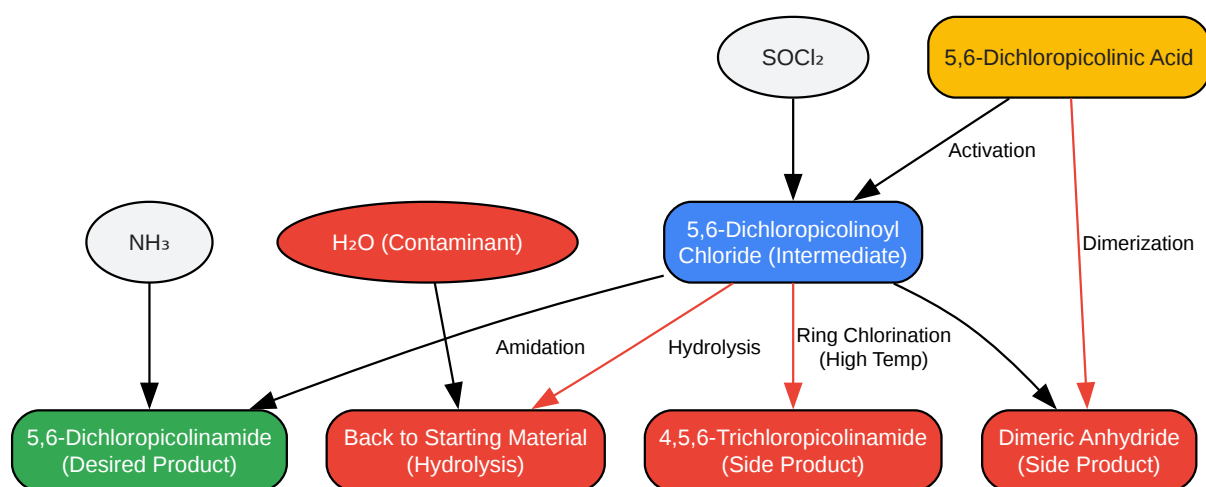 SOCl₂
5,6-Dichloropicolinic Acid
Activation
NH₃
H₂O (Contaminant)
5,6-Dichloropicolinoyl
Chloride (Intermediate)
Dimerization
Amidation
Hydrolysis
Ring Chlorination
(High Temp)
5,6-Dichloropicolinamide
(Desired Product)
Back to Starting Material
(Hydrolysis)
4,5,6-Trichloropicolinamide
(Side Product)
Dimeric Anhydride
(Side Product)